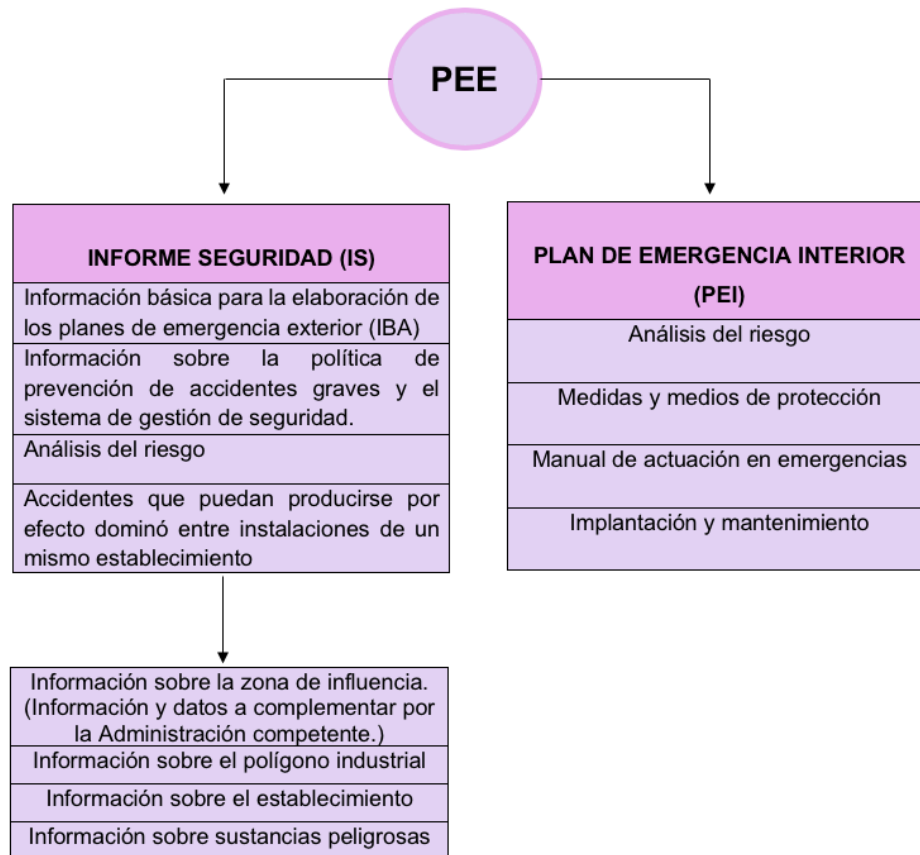 PEE
INFORME SEGURIDAD (IS)
Información básica para la elaboración de
los planes de emergencia exterior (IBA)
Información sobre la política de
prevención de accidentes graves y el
sistema de gestión de seguridad.
Análisis del riesgo
Accidentes que puedan producirse por
efecto dominó entre instalaciones de un
mismo establecimiento
PLAN DE EMERGENCIA INTERIOR
(PEI)
Análisis del riesgo
Medidas y medios de protección
Manual de actuación en emergencias
Implantación y mantenimiento
Información sobre la zona de influencia.
(Información y datos a complementar por
la Administración competente.)
Información sobre el polígono industrial
Información sobre el establecimiento
Información sobre sustancias peligrosas